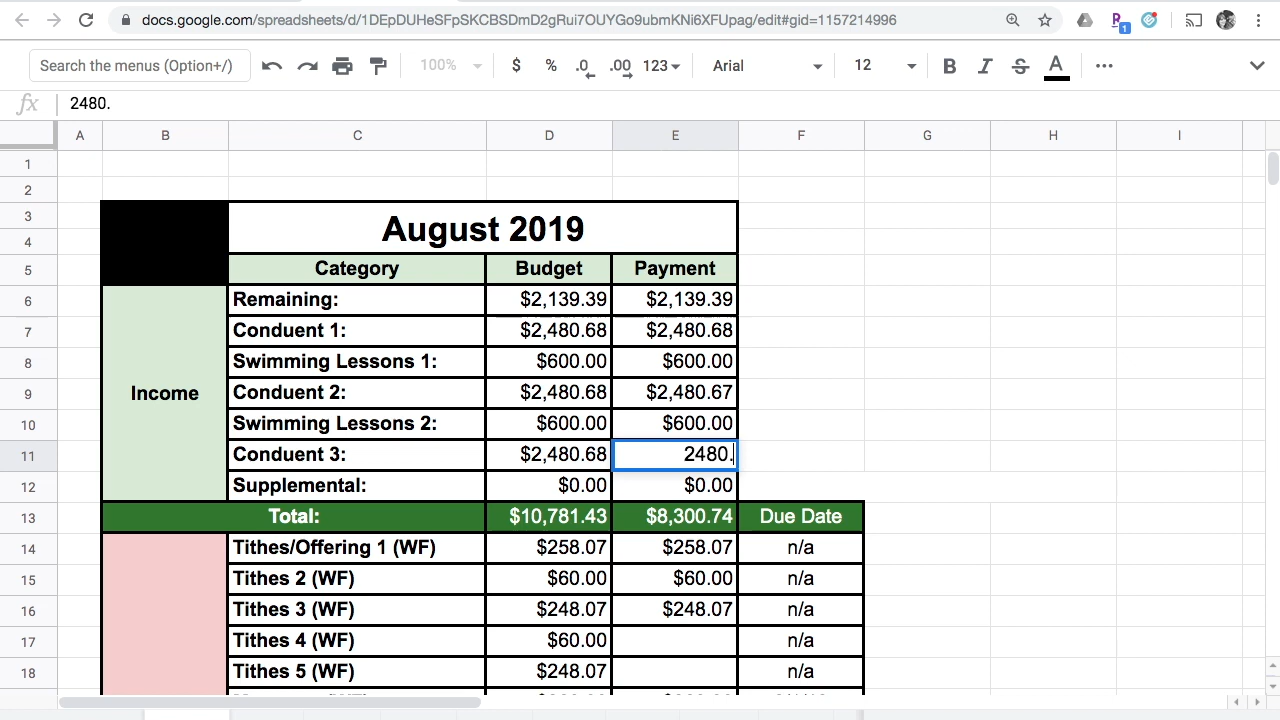 docs.google.com/spreadsheets/d/1DEpDUHeSFpSKCBSDmD2gRui7OUYGo9ubmKNi6XFUpag/edit#gid=1157214996
1
Search the menus (Option+/) 100% $ % .0 .00 123 Arial 12 B I S A
fx 2480.
A B C D E F G H I
1
2
3 August 2019
4
5 Category Budget Payment
6 Remaining: $2,139.39 $2,139.39
7 Conduent 1: $2,480.68 $2,480.68
8 Swimming Lessons 1: $600.00 $600.00
9 Income Conduent 2: $2,480.68 $2,480.67
10 Swimming Lessons 2: $600.00 $600.00
11 Conduent 3: $2,480.68 2480.
12 Supplemental: $0.00 $0.00
13 Total: $10,781.43 $8,300.74 Due Date
14 Tithes/Offering 1 (WF) $258.07 $258.07 n/a
15 Tithes 2 (WF) $60.00 $60.00 n/a
16 Tithes 3 (WF) $248.07 $248.07 n/a
17 Tithes 4 (WF) $60.00 n/a
18 Tithes 5 (WF) $248.07 n/a